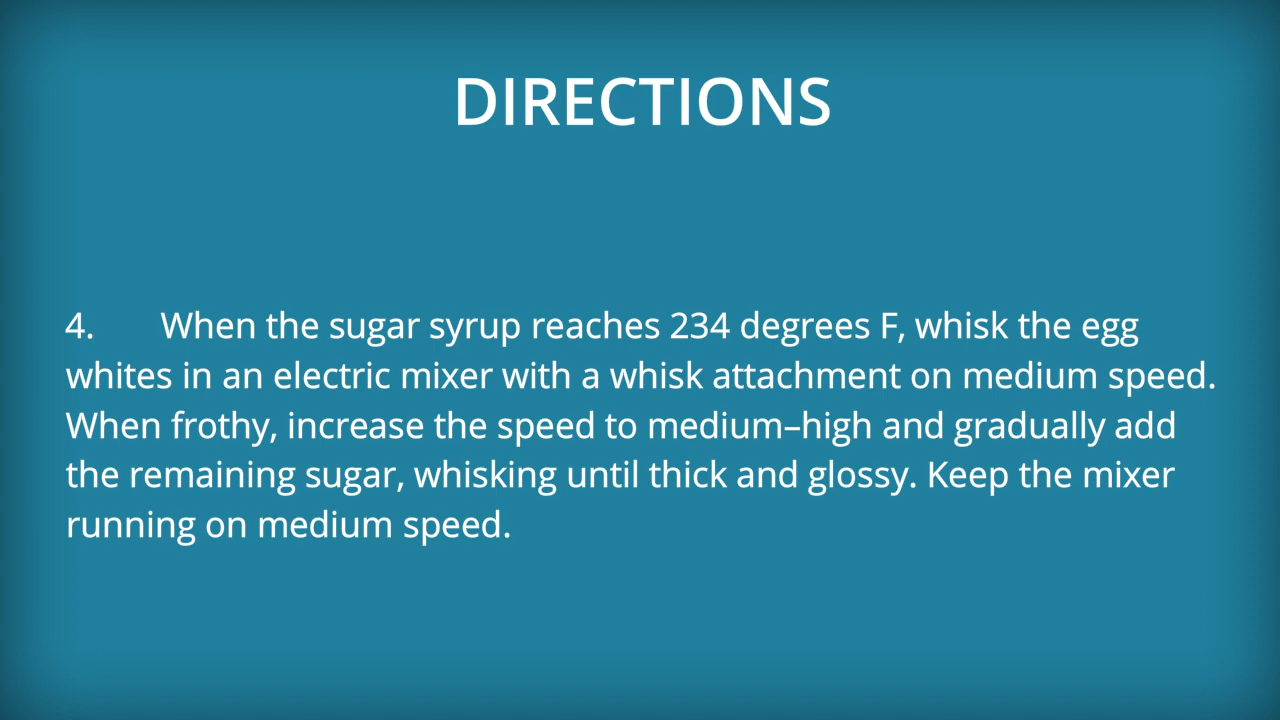 DIRECTIONS
4. When the sugar syrup reaches 234 degrees F, whisk the egg
whites in an electric mixer with a whisk attachment on medium speed.
When frothy, increase the speed to medium–high and gradually add
the remaining sugar, whisking until thick and glossy. Keep the mixer
running on medium speed.